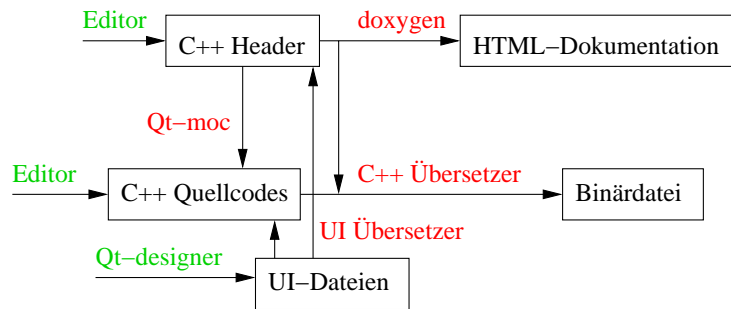 Editor
doxygen
C++ Header
HTML−Dokumentation
Qt−moc
Editor
C++ Übersetzer
C++ Quellcodes
Binärdatei
UI Übersetzer
Qt−designer
UI−Dateien